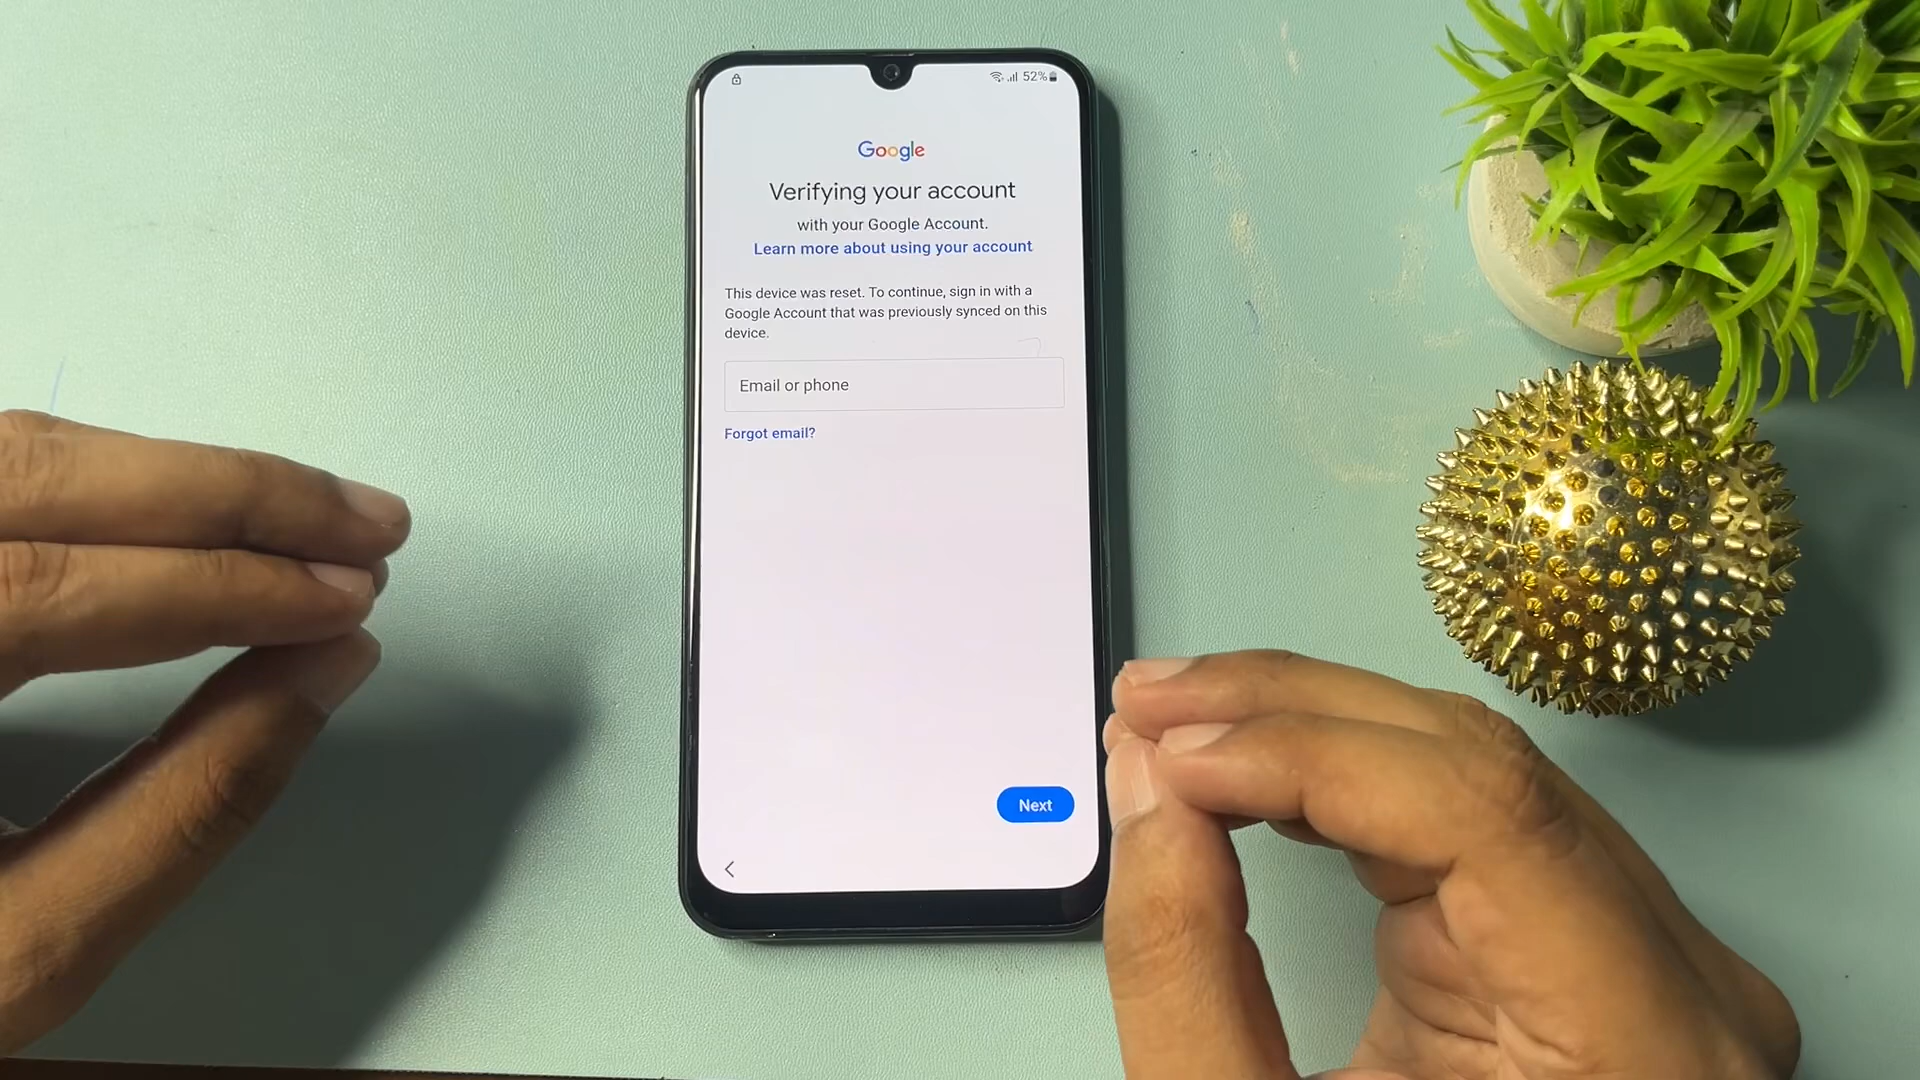 52%
Google
Verifying your account
with your Google Account.
Learn more about using your account
This device was reset. To continue, sign in with a
Google Account that was previously synced on this
device.
Email or phone
Forgot email?
Next